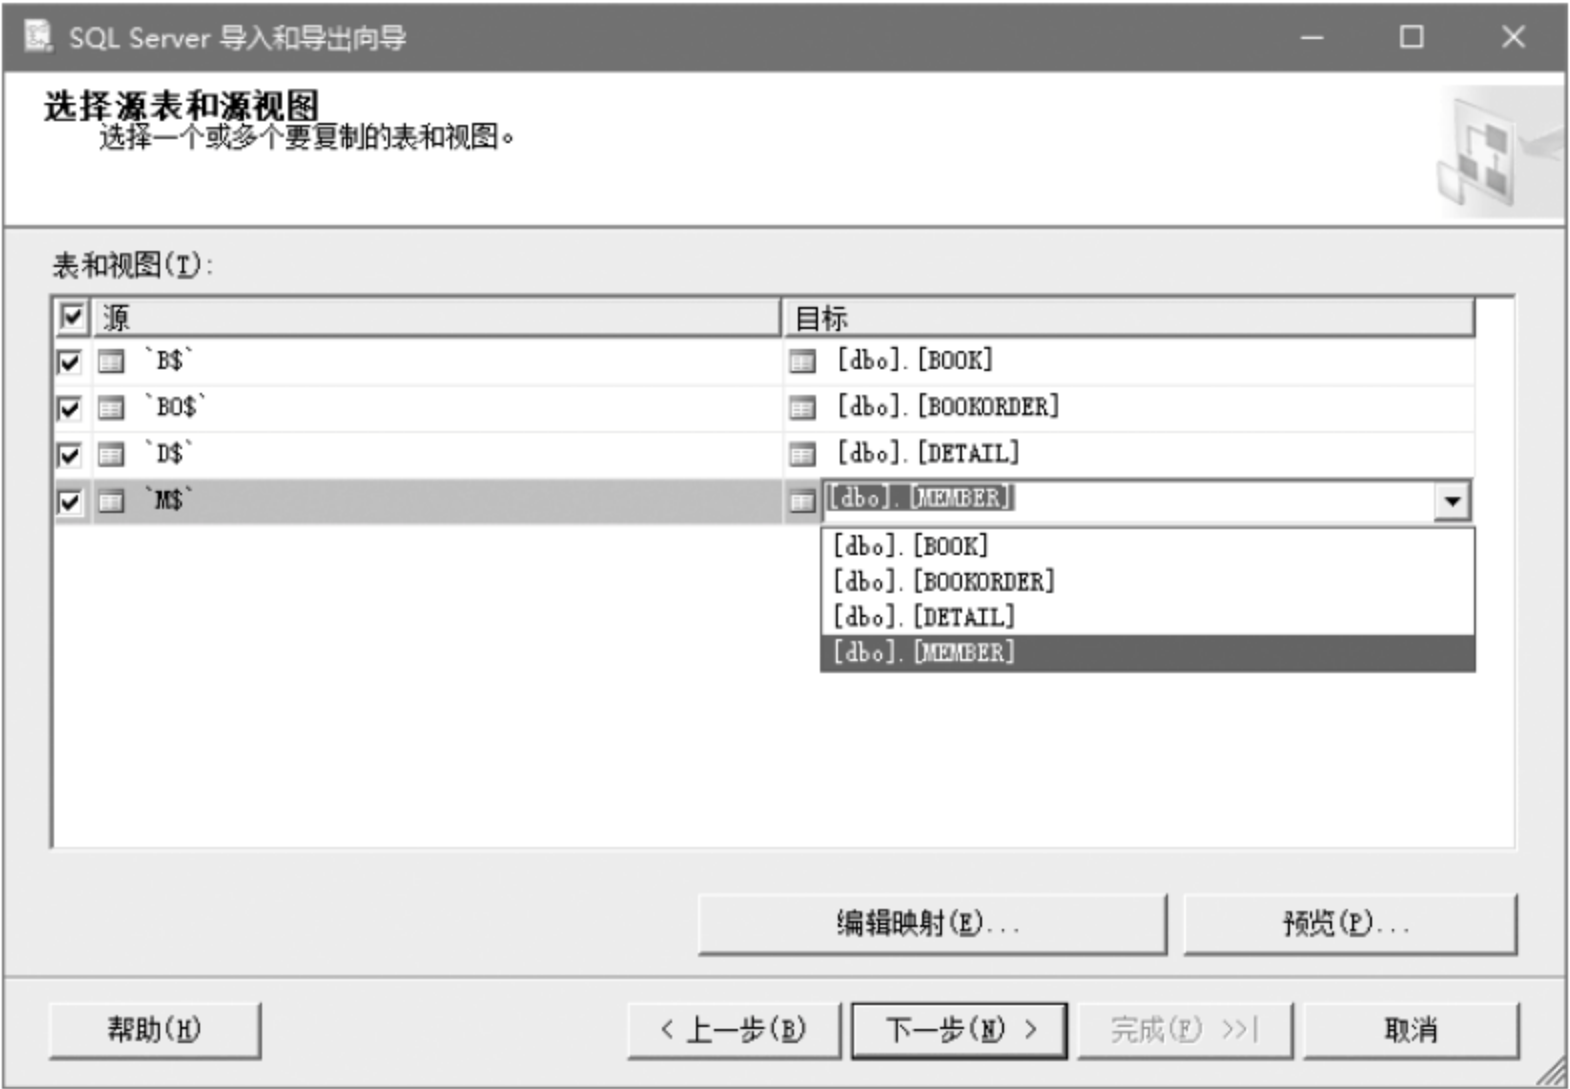 SQL Server 导入和导出向导
选择源表和源视图
选择一个或多个要复制的表和视图。
表和视图(T):
源 目标
`B$` [dbo].[BOOK]
`BO$` [dbo].[BOOKORDER]
`D$` [dbo].[DETAIL]
`M$` [dbo].[MEMBER]
[dbo].[BOOK]
[dbo].[BOOKORDER]
[dbo].[DETAIL]
[dbo].[MEMBER]
编辑映射(E)... 预览(P)...
帮助(H) < 上一步(B) 下一步(N) > 完成(F) >>| 取消